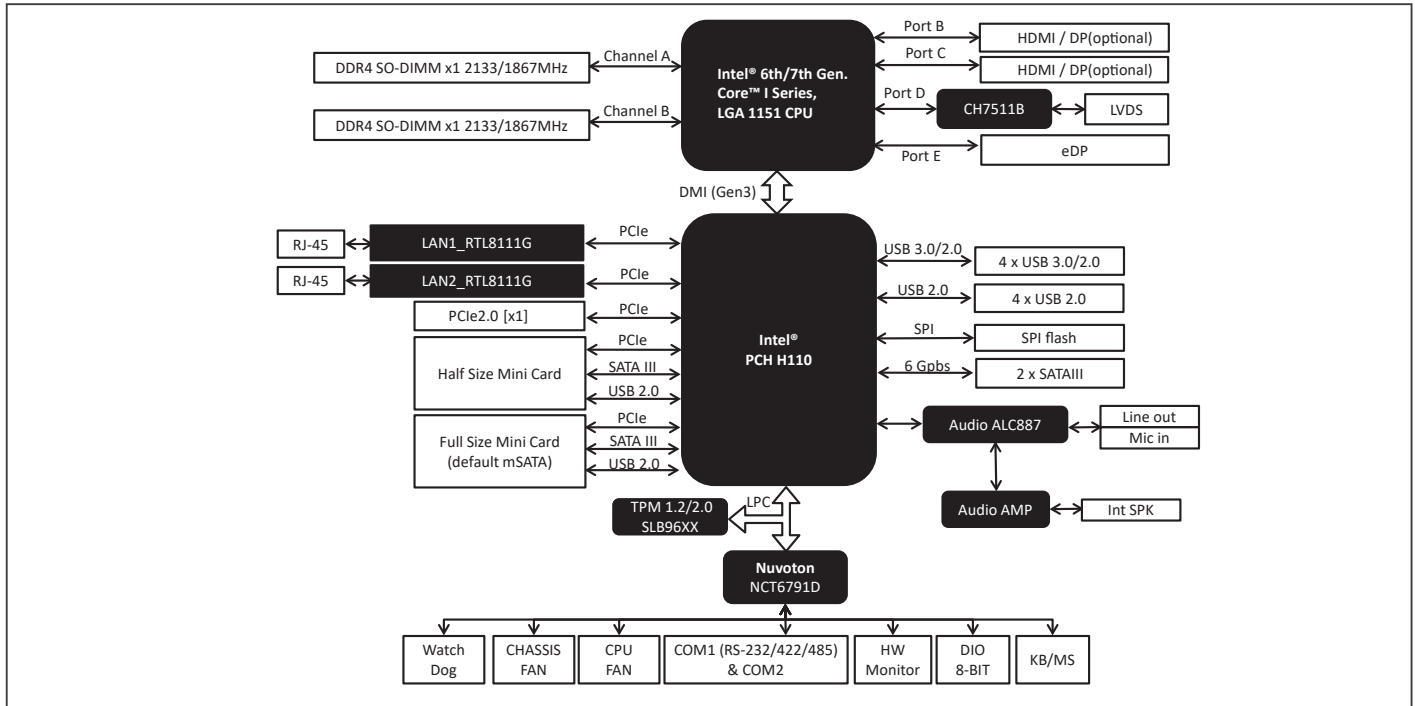 Port B
HDMI / DP(optional)
Channel A
DDR4 SO-DIMM x1 2133/1867MHz
Intel® 6th/7th Gen.
Core™ I Series,
LGA 1151 CPU
Port C
HDMI / DP(optional)
Port D
CH7511B
LVDS
Channel B
DDR4 SO-DIMM x1 2133/1867MHz
Port E
eDP
DMI (Gen3)
RJ-45
LAN1_RTL8111G
PCIe
RJ-45
LAN2_RTL8111G
PCIe
PCIe2.0 [x1]
PCIe
Half Size Mini Card
PCIe
SATA III
USB 2.0
Full Size Mini Card
(default mSATA)
PCIe
SATA III
USB 2.0
Intel®
PCH H110
USB 3.0/2.0
4 x USB 3.0/2.0
USB 2.0
4 x USB 2.0
SPI
SPI flash
6 Gpbs
2 x SATAIII
Audio ALC887
Line out
Mic in
Audio AMP
Int SPK
TPM 1.2/2.0
SLB96XX
LPC
Nuvoton
NCT6791D
Watch
Dog
CHASSIS
FAN
CPU
FAN
COM1 (RS-232/422/485)
& COM2
HW
Monitor
DIO
8-BIT
KB/MS